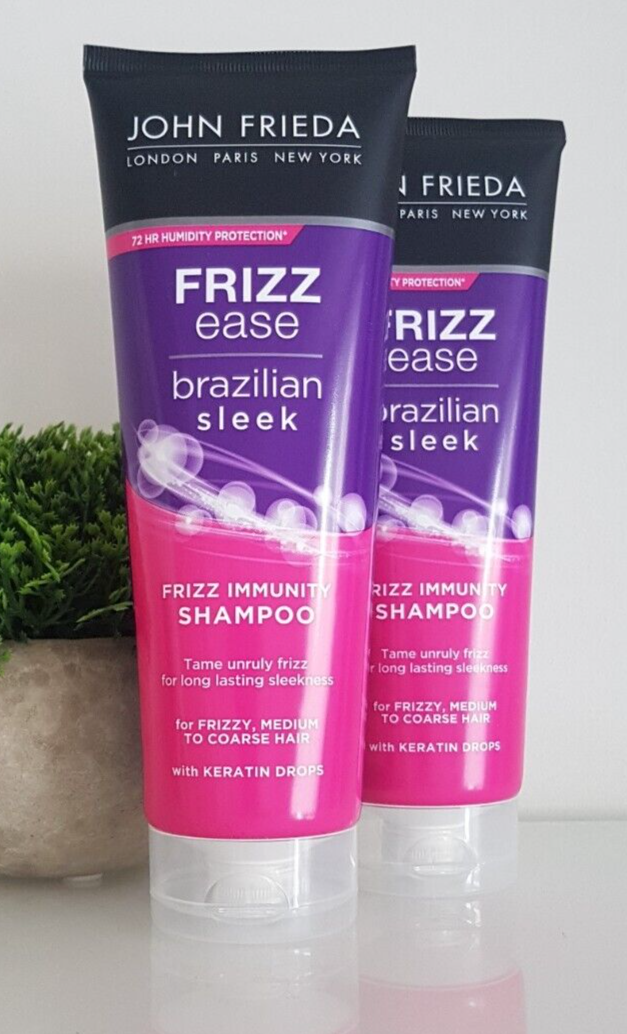 JOHN FRIEDA
LONDON PARIS NEW YORK
72 HR HUMIDITY PROTECTION*
FRIZZ
ease
brazilian
sleek
FRIZZ IMMUNITY
SHAMPOO
Tame unruly frizz
for long lasting sleekness
for FRIZZY, MEDIUM
TO COARSE HAIR
with KERATIN DROPS
N FRIEDA
PARIS NEW YORK
TY PROTECTION*
FRIZZ
ease
brazilian
sleek
RIZZ IMMUNITY
SHAMPOO
Tame unruly frizz
r long lasting sleekness
for FRIZZY, MEDIUM
TO COARSE HAIR
with KERATIN DROPS